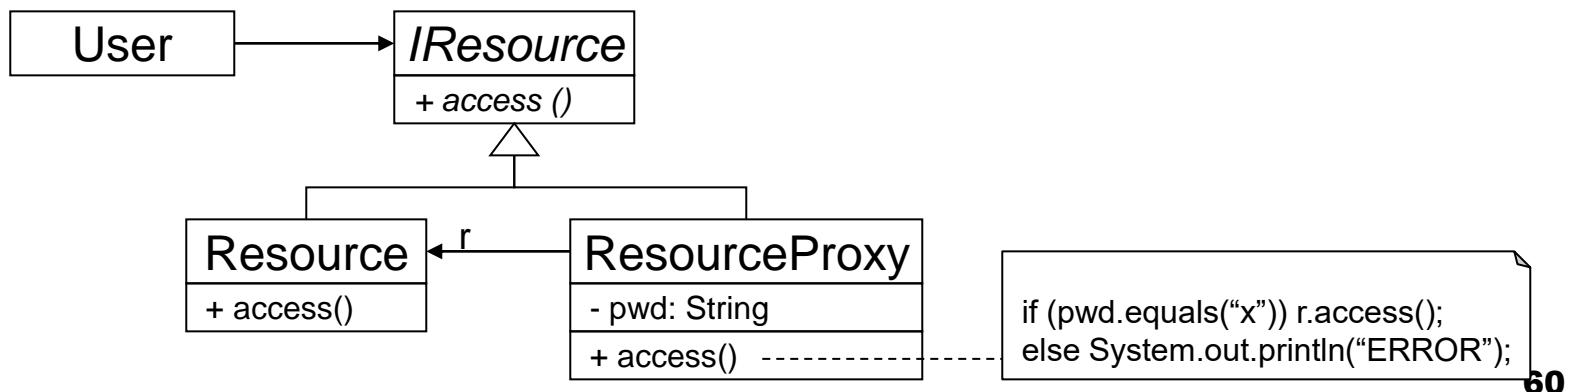 User
IResource
+ access ()
Resource
+ access()
r
ResourceProxy
- pwd: String
+ access()
if (pwd.equals(“x”)) r.access();
else System.out.println(“ERROR”);
60